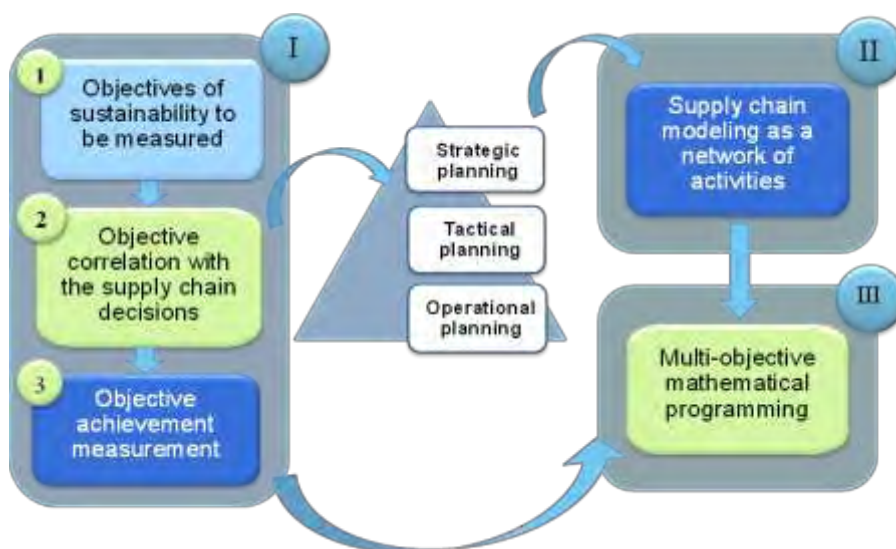 I
1
Objectives of
sustainability to
be measured
2
Objective
correlation with
the supply chain
decisions
3
Objective
achievement
measurement
Strategic
planning
Tactical
planning
Operational
planning
II
Supply chain
modeling as a
network of
activities
III
Multi-objective
mathematical
programming